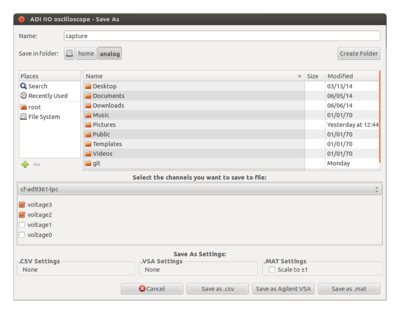 ADI IIO oscilloscope - Save As
Name: capture
Save in folder: home analog Create Folder
Places Name Size Modified
Search Desktop 03/13/14
Recently Used Documents 06/05/14
root Downloads 06/06/14
File System Music 01/01/70
Pictures Yesterday at 12:44
Public 01/01/70
Templates 01/01/70
Videos 01/01/70
git Monday
Select the channels you want to save to file:
cf-ad9361-lpc
voltage3
voltage2
voltage1
voltage0
Save As Settings:
.CSV Settings .VSA Settings .MAT Settings
None None Scale to ±1
Cancel Save as .csv Save as Agilent VSA Save as .mat